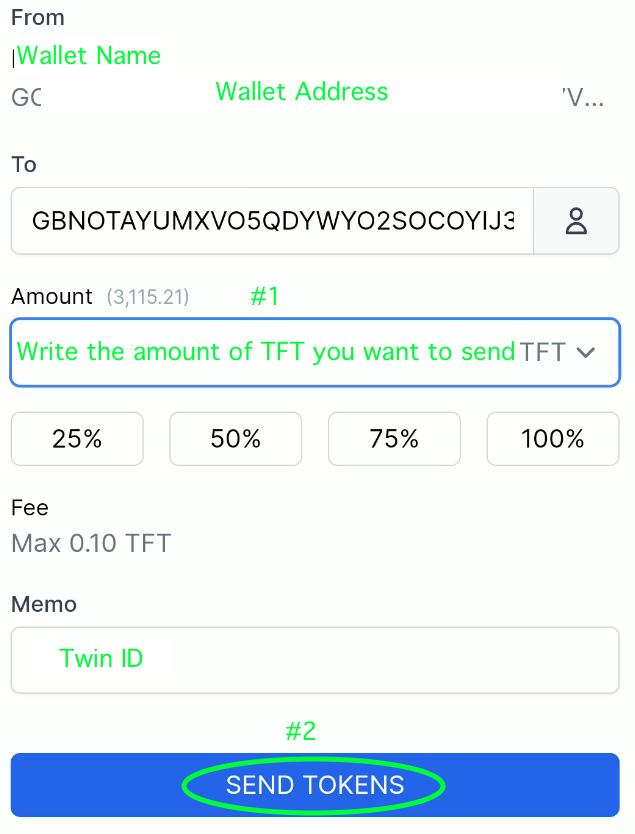 From
Wallet Name
Wallet Address
GC 'V...
To
GBNOTAYUMXVO5QDYWYO2SOCOYIJ3
Amount (3,115.21) #1
Write the amount of TFT you want to send TFT
25% 50% 75% 100%
Fee
Max 0.10 TFT
Memo
Twin ID
#2
SEND TOKENS